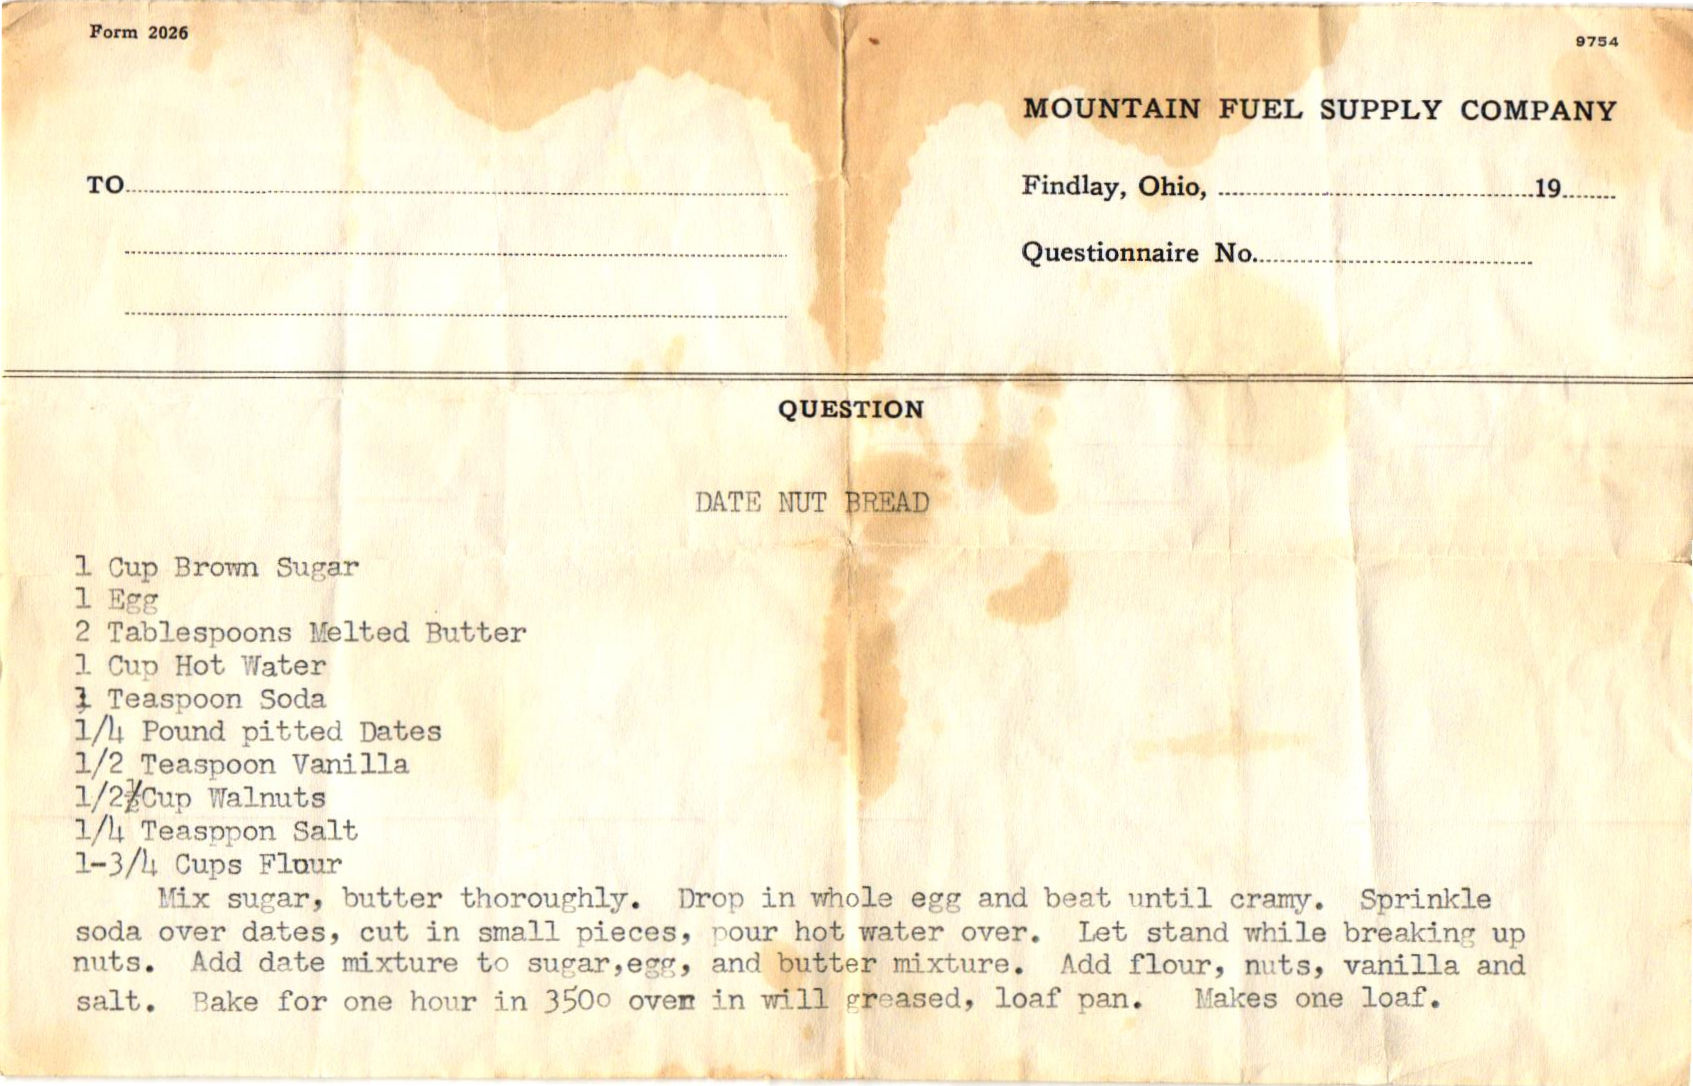 Form 2026
9754
MOUNTAIN FUEL SUPPLY COMPANY
TO
Findlay, Ohio, 19
Questionnaire No.
QUESTION
DATE NUT BREAD
1 Cup Brown Sugar
1 Egg
2 Tablespoons Melted Butter
1 Cup Hot Water
1 Teaspoon Soda
1/4 Pound pitted Dates
1/2 Teaspoon Vanilla
1/2 Cup Walnuts
1/4 Teasppon Salt
1-3/4 Cups Flour
Mix sugar, butter thoroughly. Drop in whole egg and beat until cramy. Sprinkle
soda over dates, cut in small pieces, pour hot water over. Let stand while breaking up
nuts. Add date mixture to sugar,egg, and butter mixture. Add flour, nuts, vanilla and
salt. Bake for one hour in 350o oven in will greased, loaf pan. Makes one loaf.